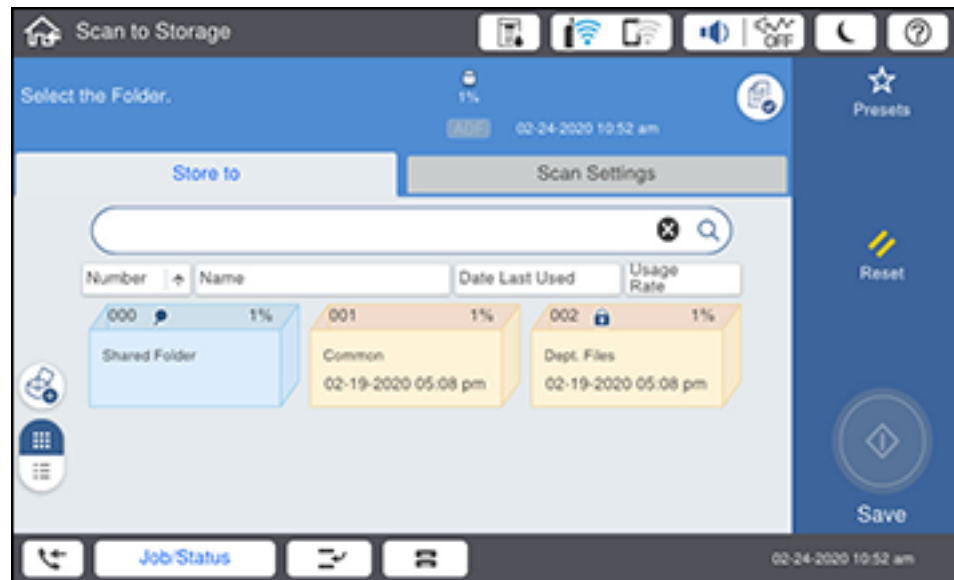 Scan to Storage
OFF
Select the Folder.
1%
ADF 02-24-2020 10:52 am
Presets
Store to
Scan Settings
Number
Name
Date Last Used
Usage
Rate
Reset
000 1%
Shared Folder
001 1%
Common
02-19-2020 05:08 pm
002 1%
Dept. Files
02-19-2020 05:08 pm
Save
Job/Status
02-24-2020 10:52 am